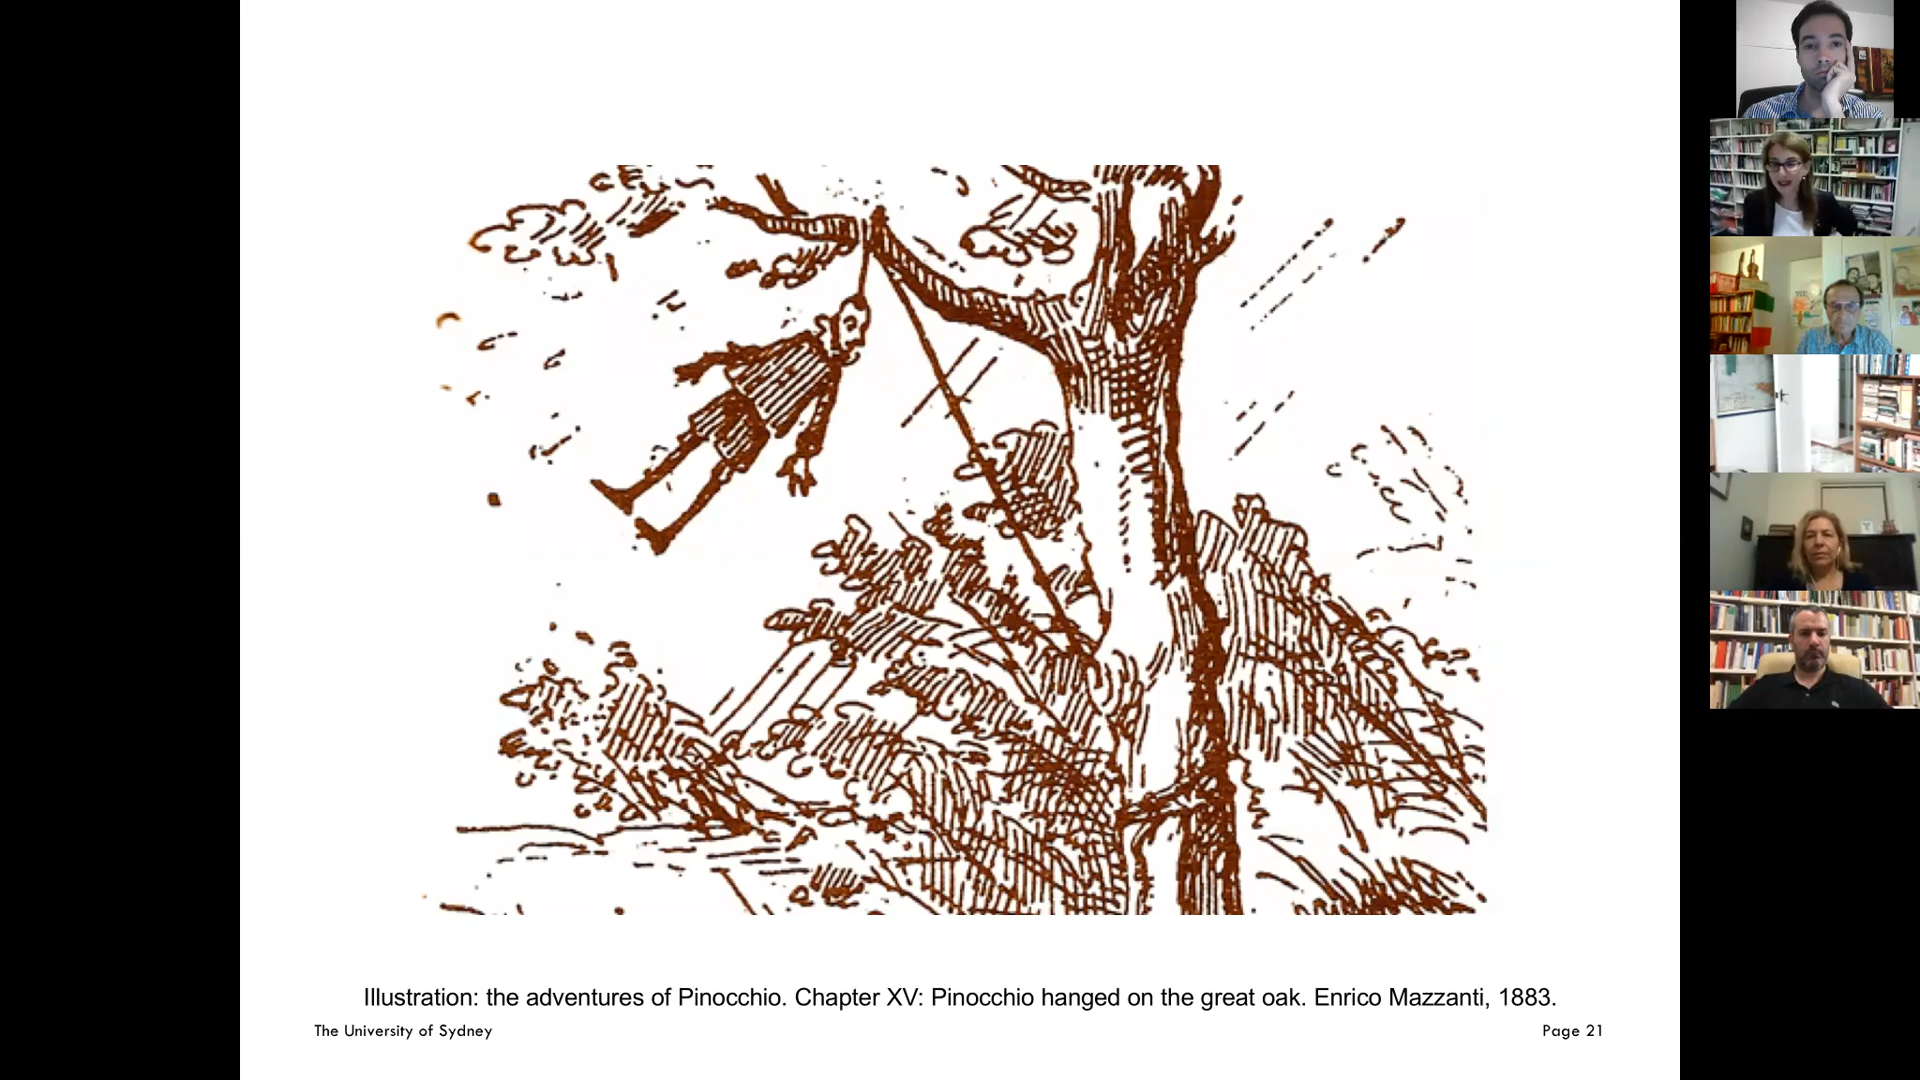 Illustration: the adventures of Pinocchio. Chapter XV: Pinocchio hanged on the great oak. Enrico Mazzanti, 1883.
The University of Sydney
Page 21